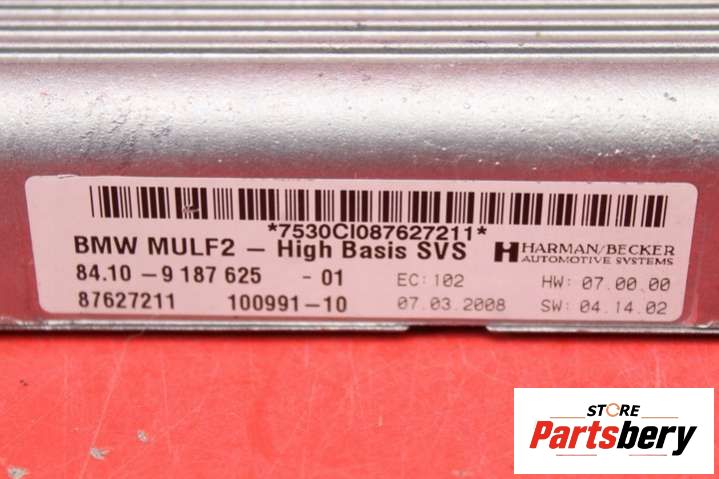 *7530CI087627211*
BMW MULF2 – High Basis SVS
HARMAN/BECKER
AUTOMOTIVE SYSTEMS
84.10 – 9 187 625 - 01 EC: 102 HW: 07.00.00
87627211 100991–10 07.03.2008 SW: 04.14.02
STORE
Partsbery